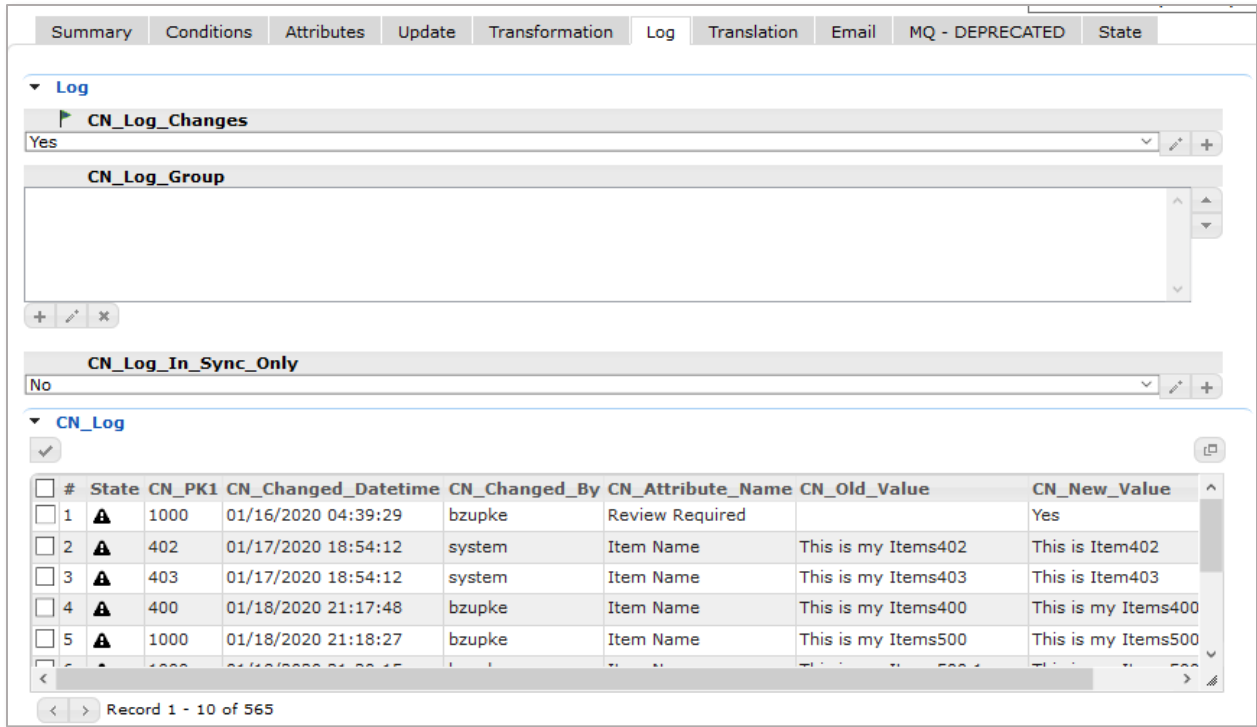 Summary Conditions Attributes Update Transformation Log Translation Email MQ - DEPRECATED State
Log
CN_Log_Changes
Yes
CN_Log_Group
CN_Log_In_Sync_Only
No
CN_Log
# State CN_PK1 CN_Changed_Datetime CN_Changed_By CN_Attribute_Name CN_Old_Value CN_New_Value
1 1000 01/16/2020 04:39:29 bzupke Review Required Yes
2 402 01/17/2020 18:54:12 system Item Name This is my Items402 This is Item402
3 403 01/17/2020 18:54:12 system Item Name This is my Items403 This is Item403
4 400 01/18/2020 21:17:48 bzupke Item Name This is my Items400 This is my Items400
5 1000 01/18/2020 21:18:27 bzupke Item Name This is my Items500 This is my Items500
Record 1 - 10 of 565